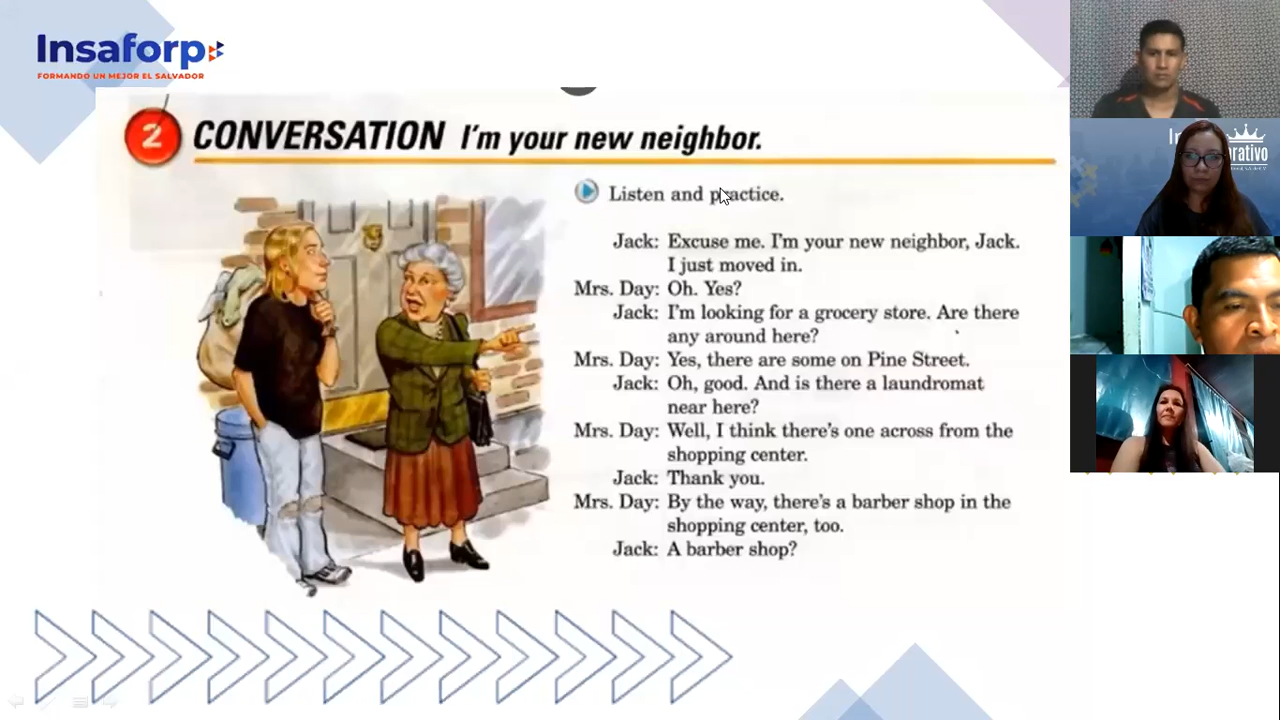 Insaforp
FORMANDO UN MEJOR EL SALVADOR
2 CONVERSATION I'm your new neighbor.
Listen and practice.
Jack: Excuse me. I'm your new neighbor, Jack.
I just moved in.
Mrs. Day: Oh. Yes?
Jack: I'm looking for a grocery store. Are there
any around here?
Mrs. Day: Yes, there are some on Pine Street.
Jack: Oh, good. And is there a laundromat
near here?
Mrs. Day: Well, I think there's one across from the
shopping center.
Jack: Thank you.
Mrs. Day: By the way, there's a barber shop in the
shopping center, too.
Jack: A barber shop?